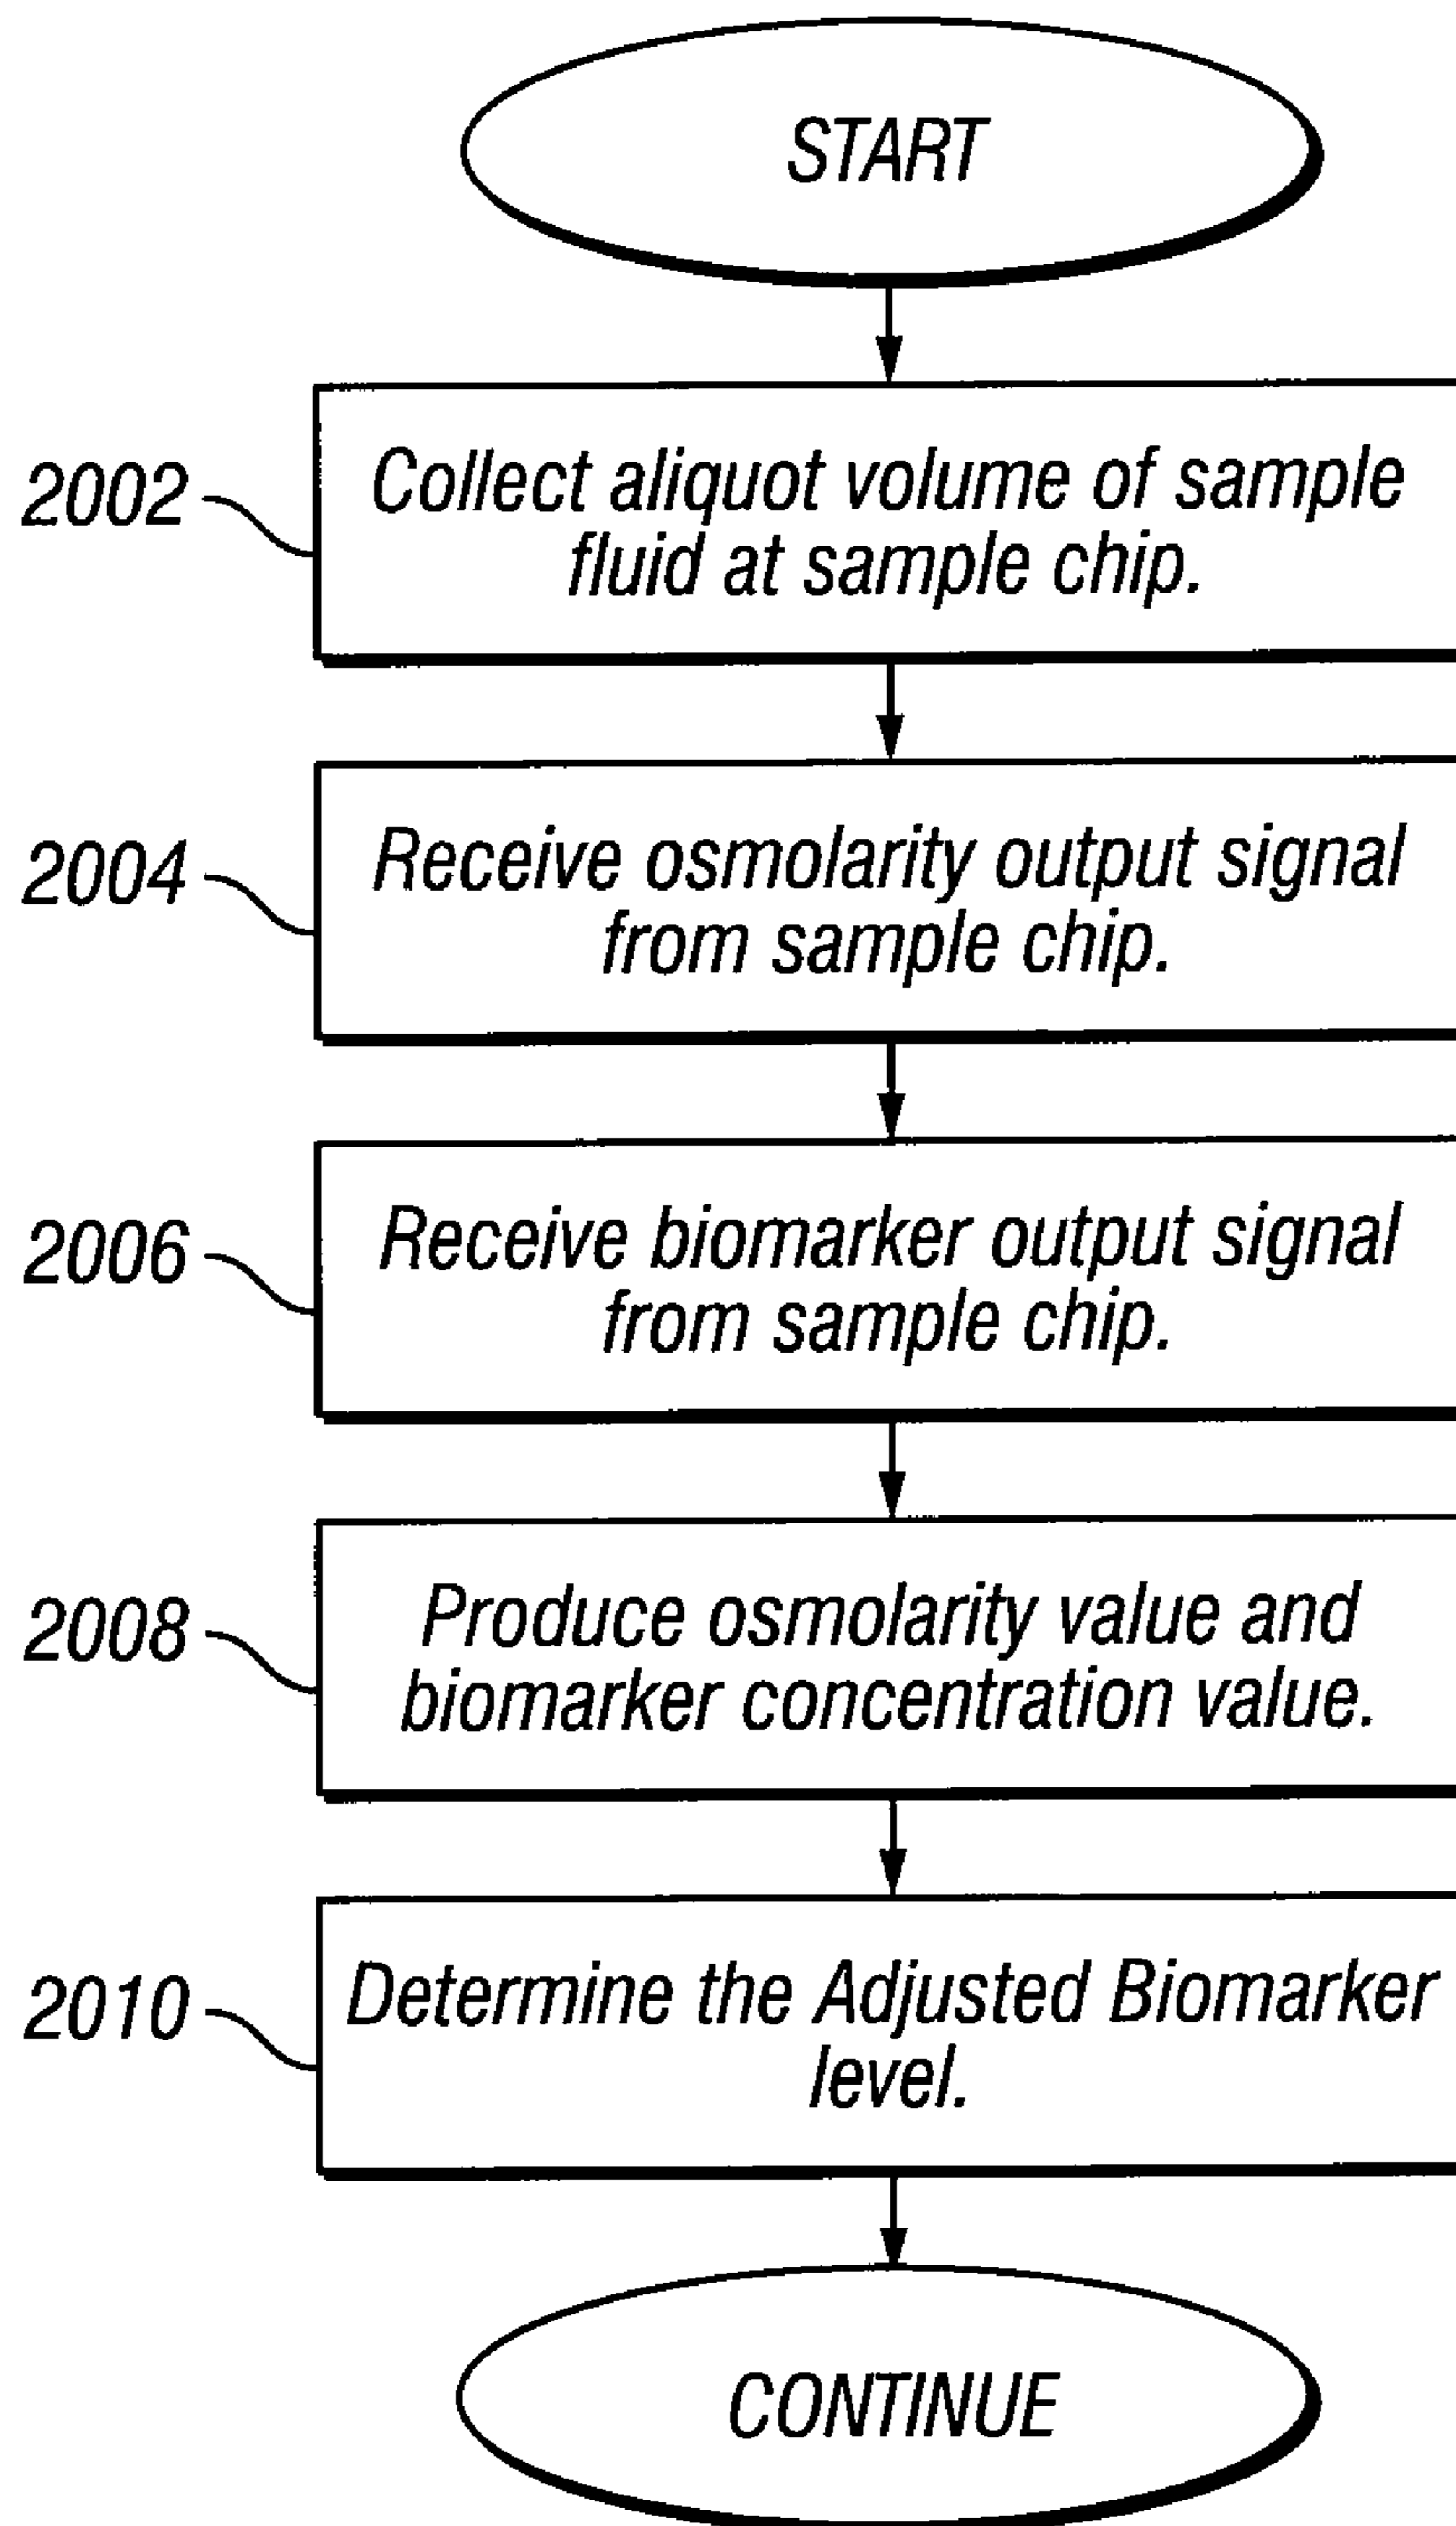 START
2002
Collect aliquot volume of sample
fluid at sample chip.
2004
Receive osmolarity output signal
from sample chip.
2006
Receive biomarker output signal
from sample chip.
2008
Produce osmolarity value and
biomarker concentration value.
2010
Determine the Adjusted Biomarker
level.
CONTINUE